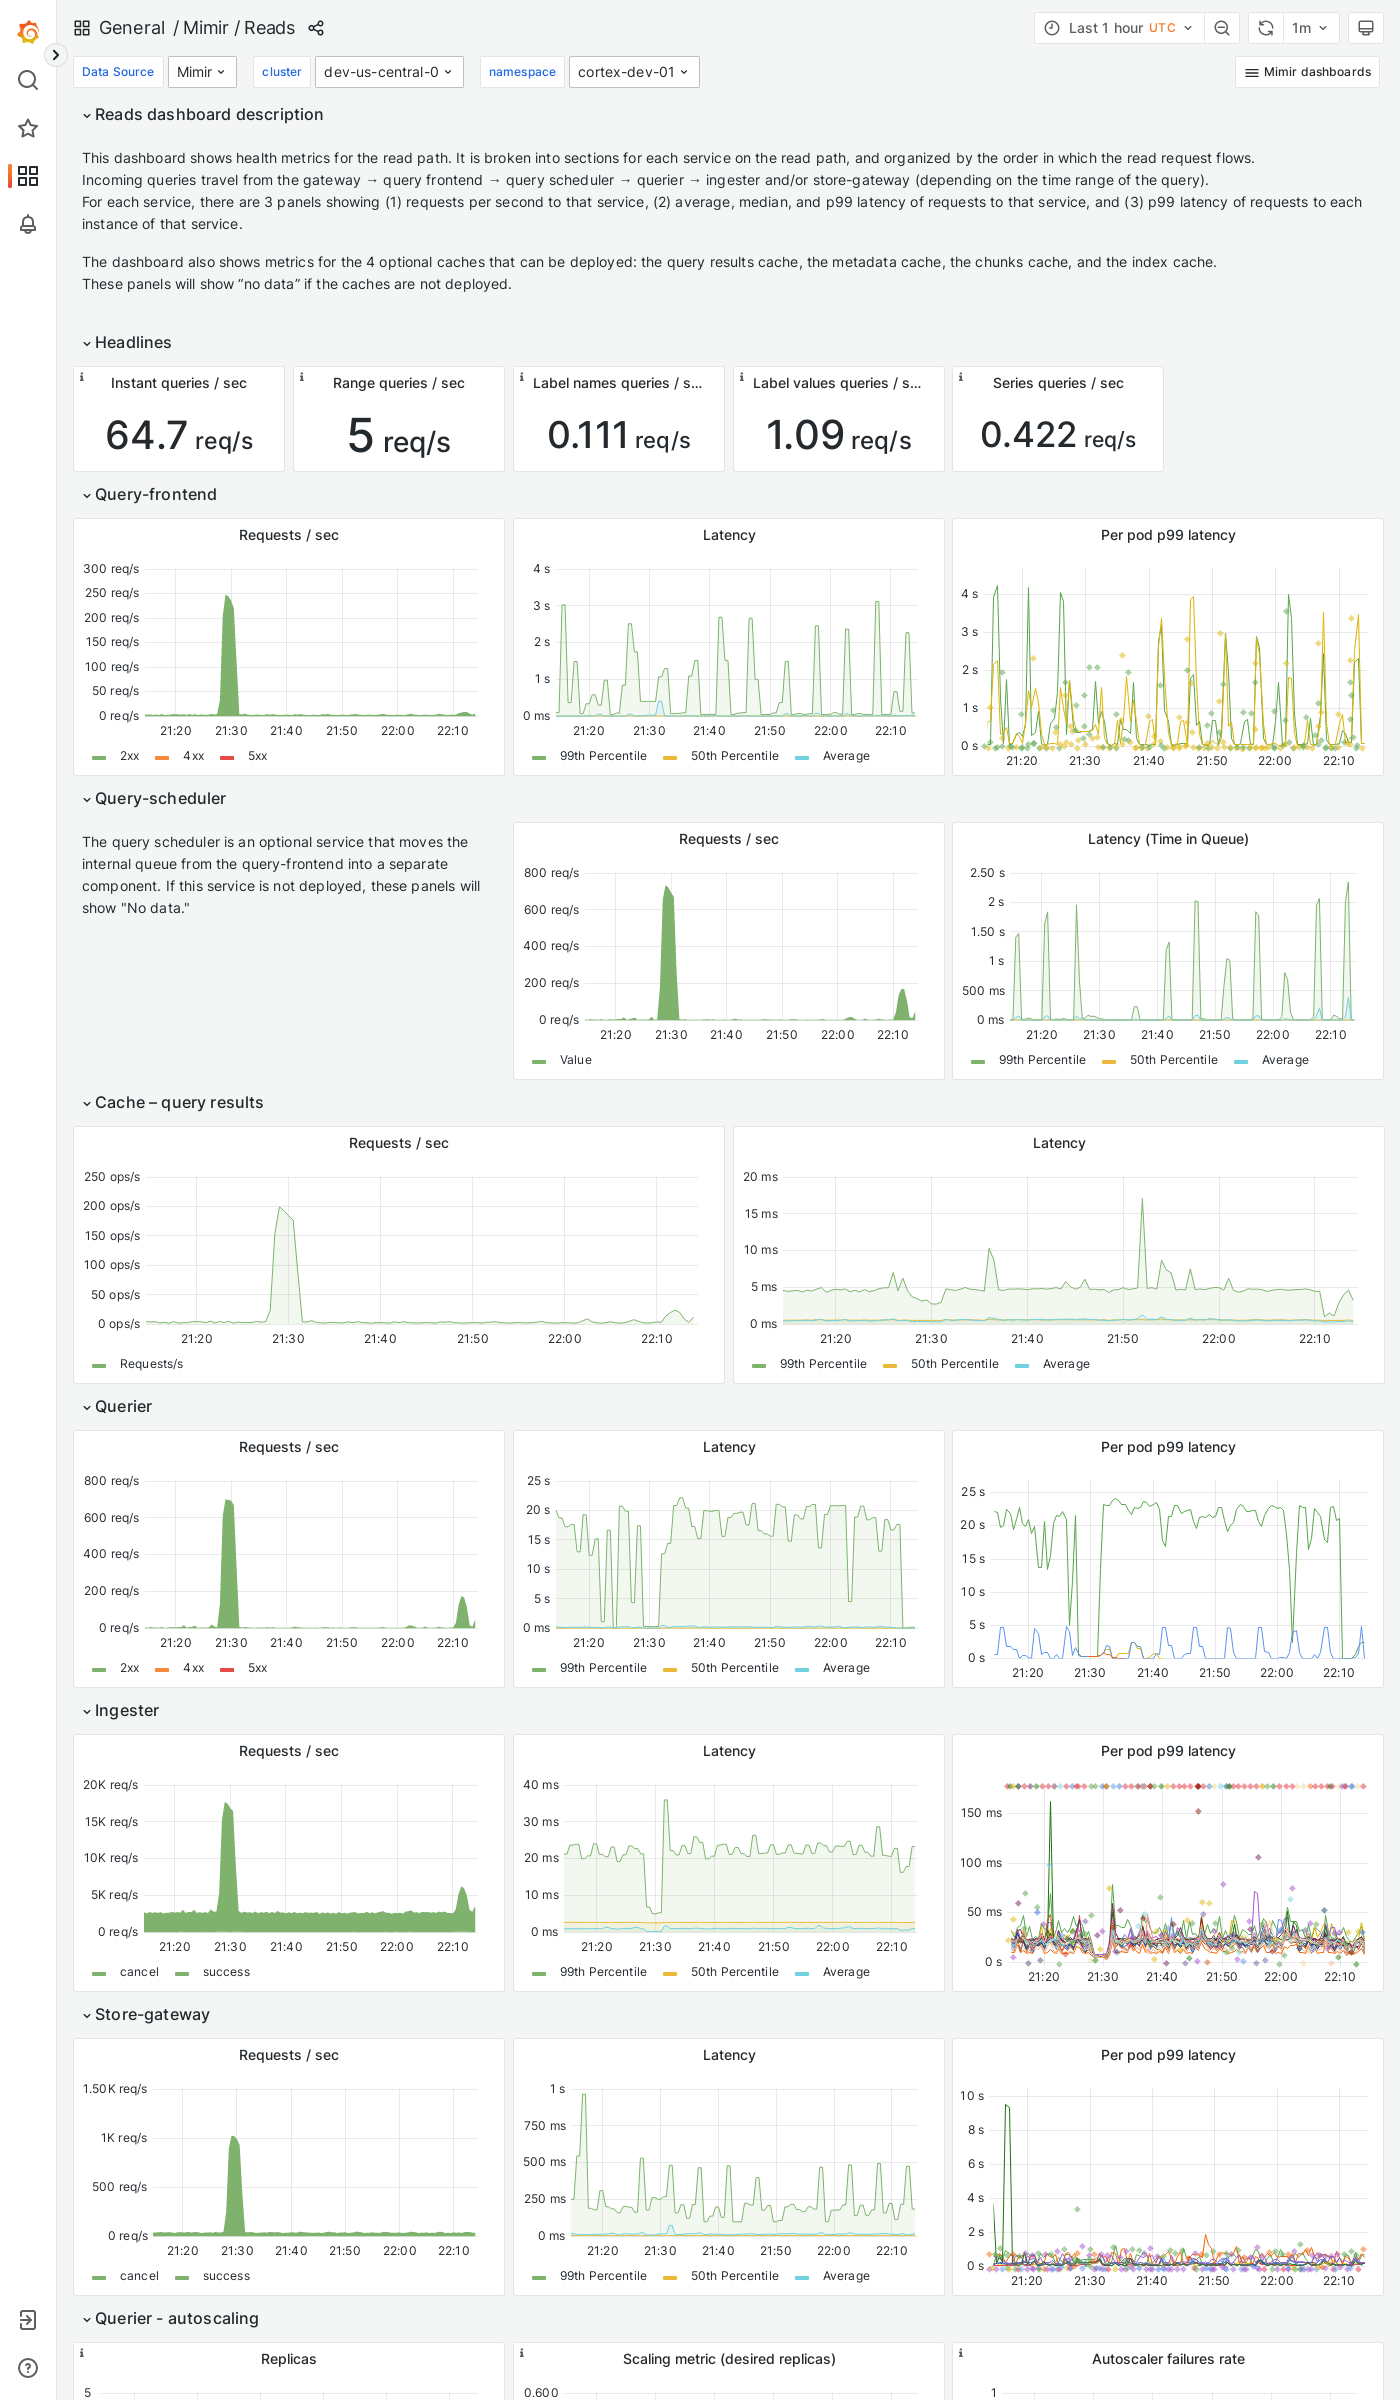 General / Mimir / Reads
Last 1 hour UTC
1m
Data Source Mimir cluster dev-us-central-0 namespace cortex-dev-01
Mimir dashboards
Reads dashboard description
This dashboard shows health metrics for the read path. It is broken into sections for each service on the read path, and organized by the order in which the read request flows.
Incoming queries travel from the gateway → query frontend → query scheduler → querier → ingester and/or store-gateway (depending on the time range of the query).
For each service, there are 3 panels showing (1) requests per second to that service, (2) average, median, and p99 latency of requests to that service, and (3) p99 latency of requests to each
instance of that service.
The dashboard also shows metrics for the 4 optional caches that can be deployed: the query results cache, the metadata cache, the chunks cache, and the index cache.
These panels will show “no data” if the caches are not deployed.
Headlines
Instant queries / sec
64.7 req/s
Range queries / sec
5 req/s
Label names queries / s...
0.111 req/s
Label values queries / s...
1.09 req/s
Series queries / sec
0.422 req/s
Query-frontend
Requests / sec
300 req/s
250 req/s
200 req/s
150 req/s
100 req/s
50 req/s
0 req/s
21:20 21:30 21:40 21:50 22:00 22:10
2xx 4xx 5xx
Latency
4 s
3 s
2 s
1 s
0 ms
21:20 21:30 21:40 21:50 22:00 22:10
99th Percentile 50th Percentile Average
Per pod p99 latency
4 s
3 s
2 s
1 s
0 s
21:20 21:30 21:40 21:50 22:00 22:10
Query-scheduler
The query scheduler is an optional service that moves the
internal queue from the query-frontend into a separate
component. If this service is not deployed, these panels will
show "No data."
Requests / sec
800 req/s
600 req/s
400 req/s
200 req/s
0 req/s
21:20 21:30 21:40 21:50 22:00 22:10
Value
Latency (Time in Queue)
2.50 s
2 s
1.50 s
1 s
500 ms
0 ms
21:20 21:30 21:40 21:50 22:00 22:10
99th Percentile 50th Percentile Average
Cache – query results
Requests / sec
250 ops/s
200 ops/s
150 ops/s
100 ops/s
50 ops/s
0 ops/s
21:20 21:30 21:40 21:50 22:00 22:10
Requests/s
Latency
20 ms
15 ms
10 ms
5 ms
0 ms
21:20 21:30 21:40 21:50 22:00 22:10
99th Percentile 50th Percentile Average
Querier
Requests / sec
800 req/s
600 req/s
400 req/s
200 req/s
0 req/s
21:20 21:30 21:40 21:50 22:00 22:10
2xx 4xx 5xx
Latency
25 s
20 s
15 s
10 s
5 s
0 ms
21:20 21:30 21:40 21:50 22:00 22:10
99th Percentile 50th Percentile Average
Per pod p99 latency
25 s
20 s
15 s
10 s
5 s
0 s
21:20 21:30 21:40 21:50 22:00 22:10
Ingester
Requests / sec
20K req/s
15K req/s
10K req/s
5K req/s
0 req/s
21:20 21:30 21:40 21:50 22:00 22:10
cancel success
Latency
40 ms
30 ms
20 ms
10 ms
0 ms
21:20 21:30 21:40 21:50 22:00 22:10
99th Percentile 50th Percentile Average
Per pod p99 latency
150 ms
100 ms
50 ms
0 s
21:20 21:30 21:40 21:50 22:00 22:10
Store-gateway
Requests / sec
1.50K req/s
1K req/s
500 req/s
0 req/s
21:20 21:30 21:40 21:50 22:00 22:10
cancel success
Latency
1 s
750 ms
500 ms
250 ms
0 ms
21:20 21:30 21:40 21:50 22:00 22:10
99th Percentile 50th Percentile Average
Per pod p99 latency
10 s
8 s
6 s
4 s
2 s
0 s
21:20 21:30 21:40 21:50 22:00 22:10
Querier - autoscaling
Replicas
5
Scaling metric (desired replicas)
0.600
Autoscaler failures rate
1